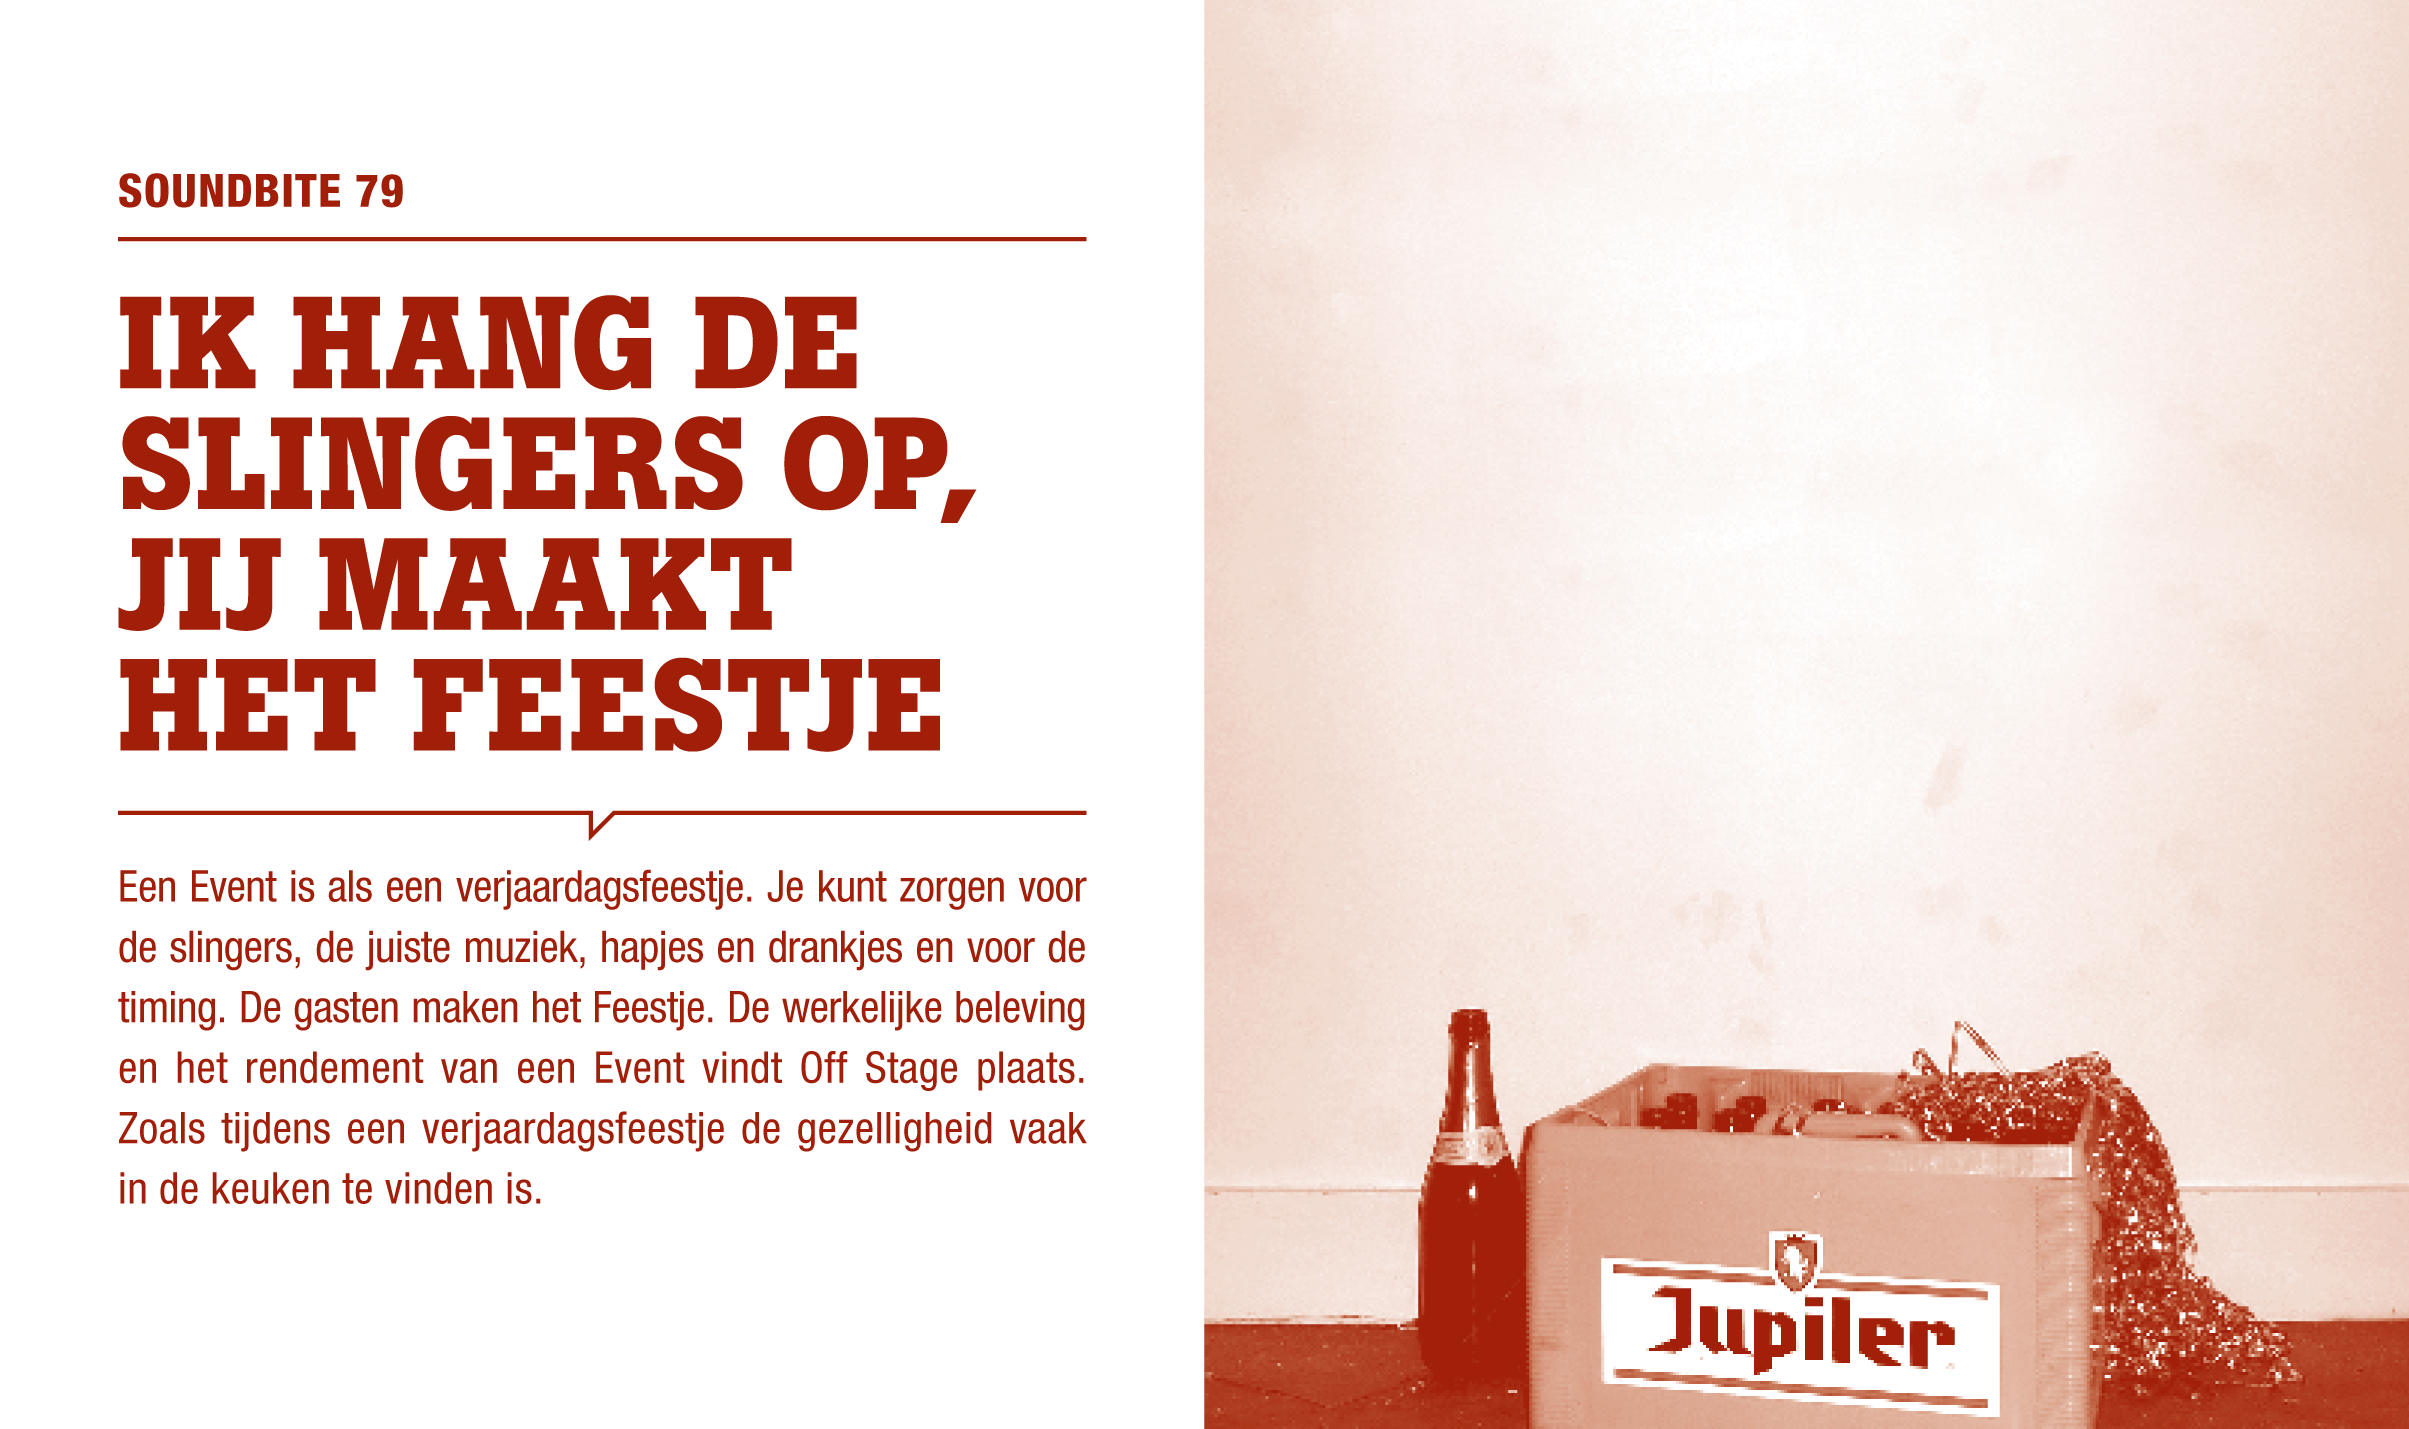 SOUNDBITE 79
IK HANG DE
SLINGERS OP,
JIJ MAAKT
HET FEESTJE
Een Event is als een verjaardagsfeestje. Je kunt zorgen voor
de slingers, de juiste muziek, hapjes en drankjes en voor de
timing. De gasten maken het Feestje. De werkelijke beleving
en het rendement van een Event vindt Off Stage plaats.
Zoals tijdens een verjaardagsfeestje de gezelligheid vaak
in de keuken te vinden is.
Jupiler